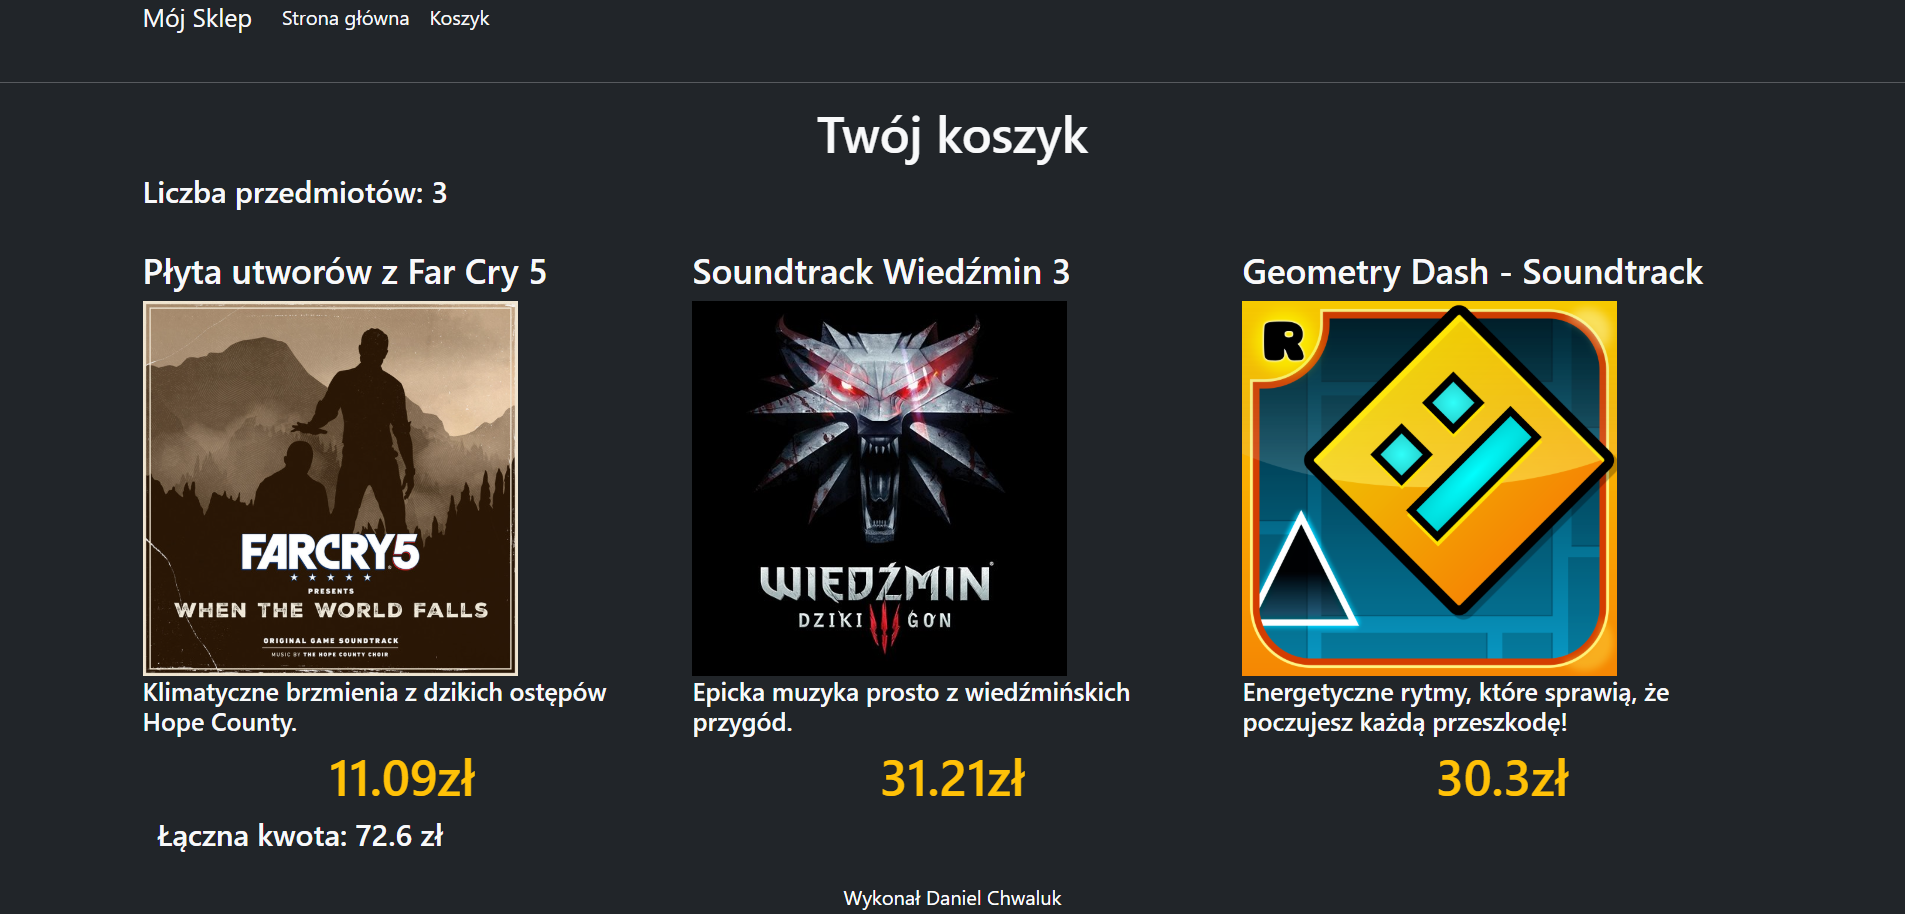 Mój Sklep Strona główna Koszyk
Twój koszyk
Liczba przedmiotów: 3
Płyta utworów z Far Cry 5
FARCRY5
PRESENTS
WHEN THE WORLD FALLS
ORIGINAL GAME SOUNDTRACK
MUSIC BY THE HOPE COUNTY CHOIR
Klimatyczne brzmienia z dzikich ostępów
Hope County.
11.09zł
Soundtrack Wiedźmin 3
WIEDŹMIN
DZIKI III GON
Epicka muzyka prosto z wiedźmińskich
przygód.
31.21zł
Geometry Dash - Soundtrack
R
Energetyczne rytmy, które sprawią, że
poczujesz każdą przeszkodę!
30.3zł
Łączna kwota: 72.6 zł
Wykonał Daniel Chwaluk